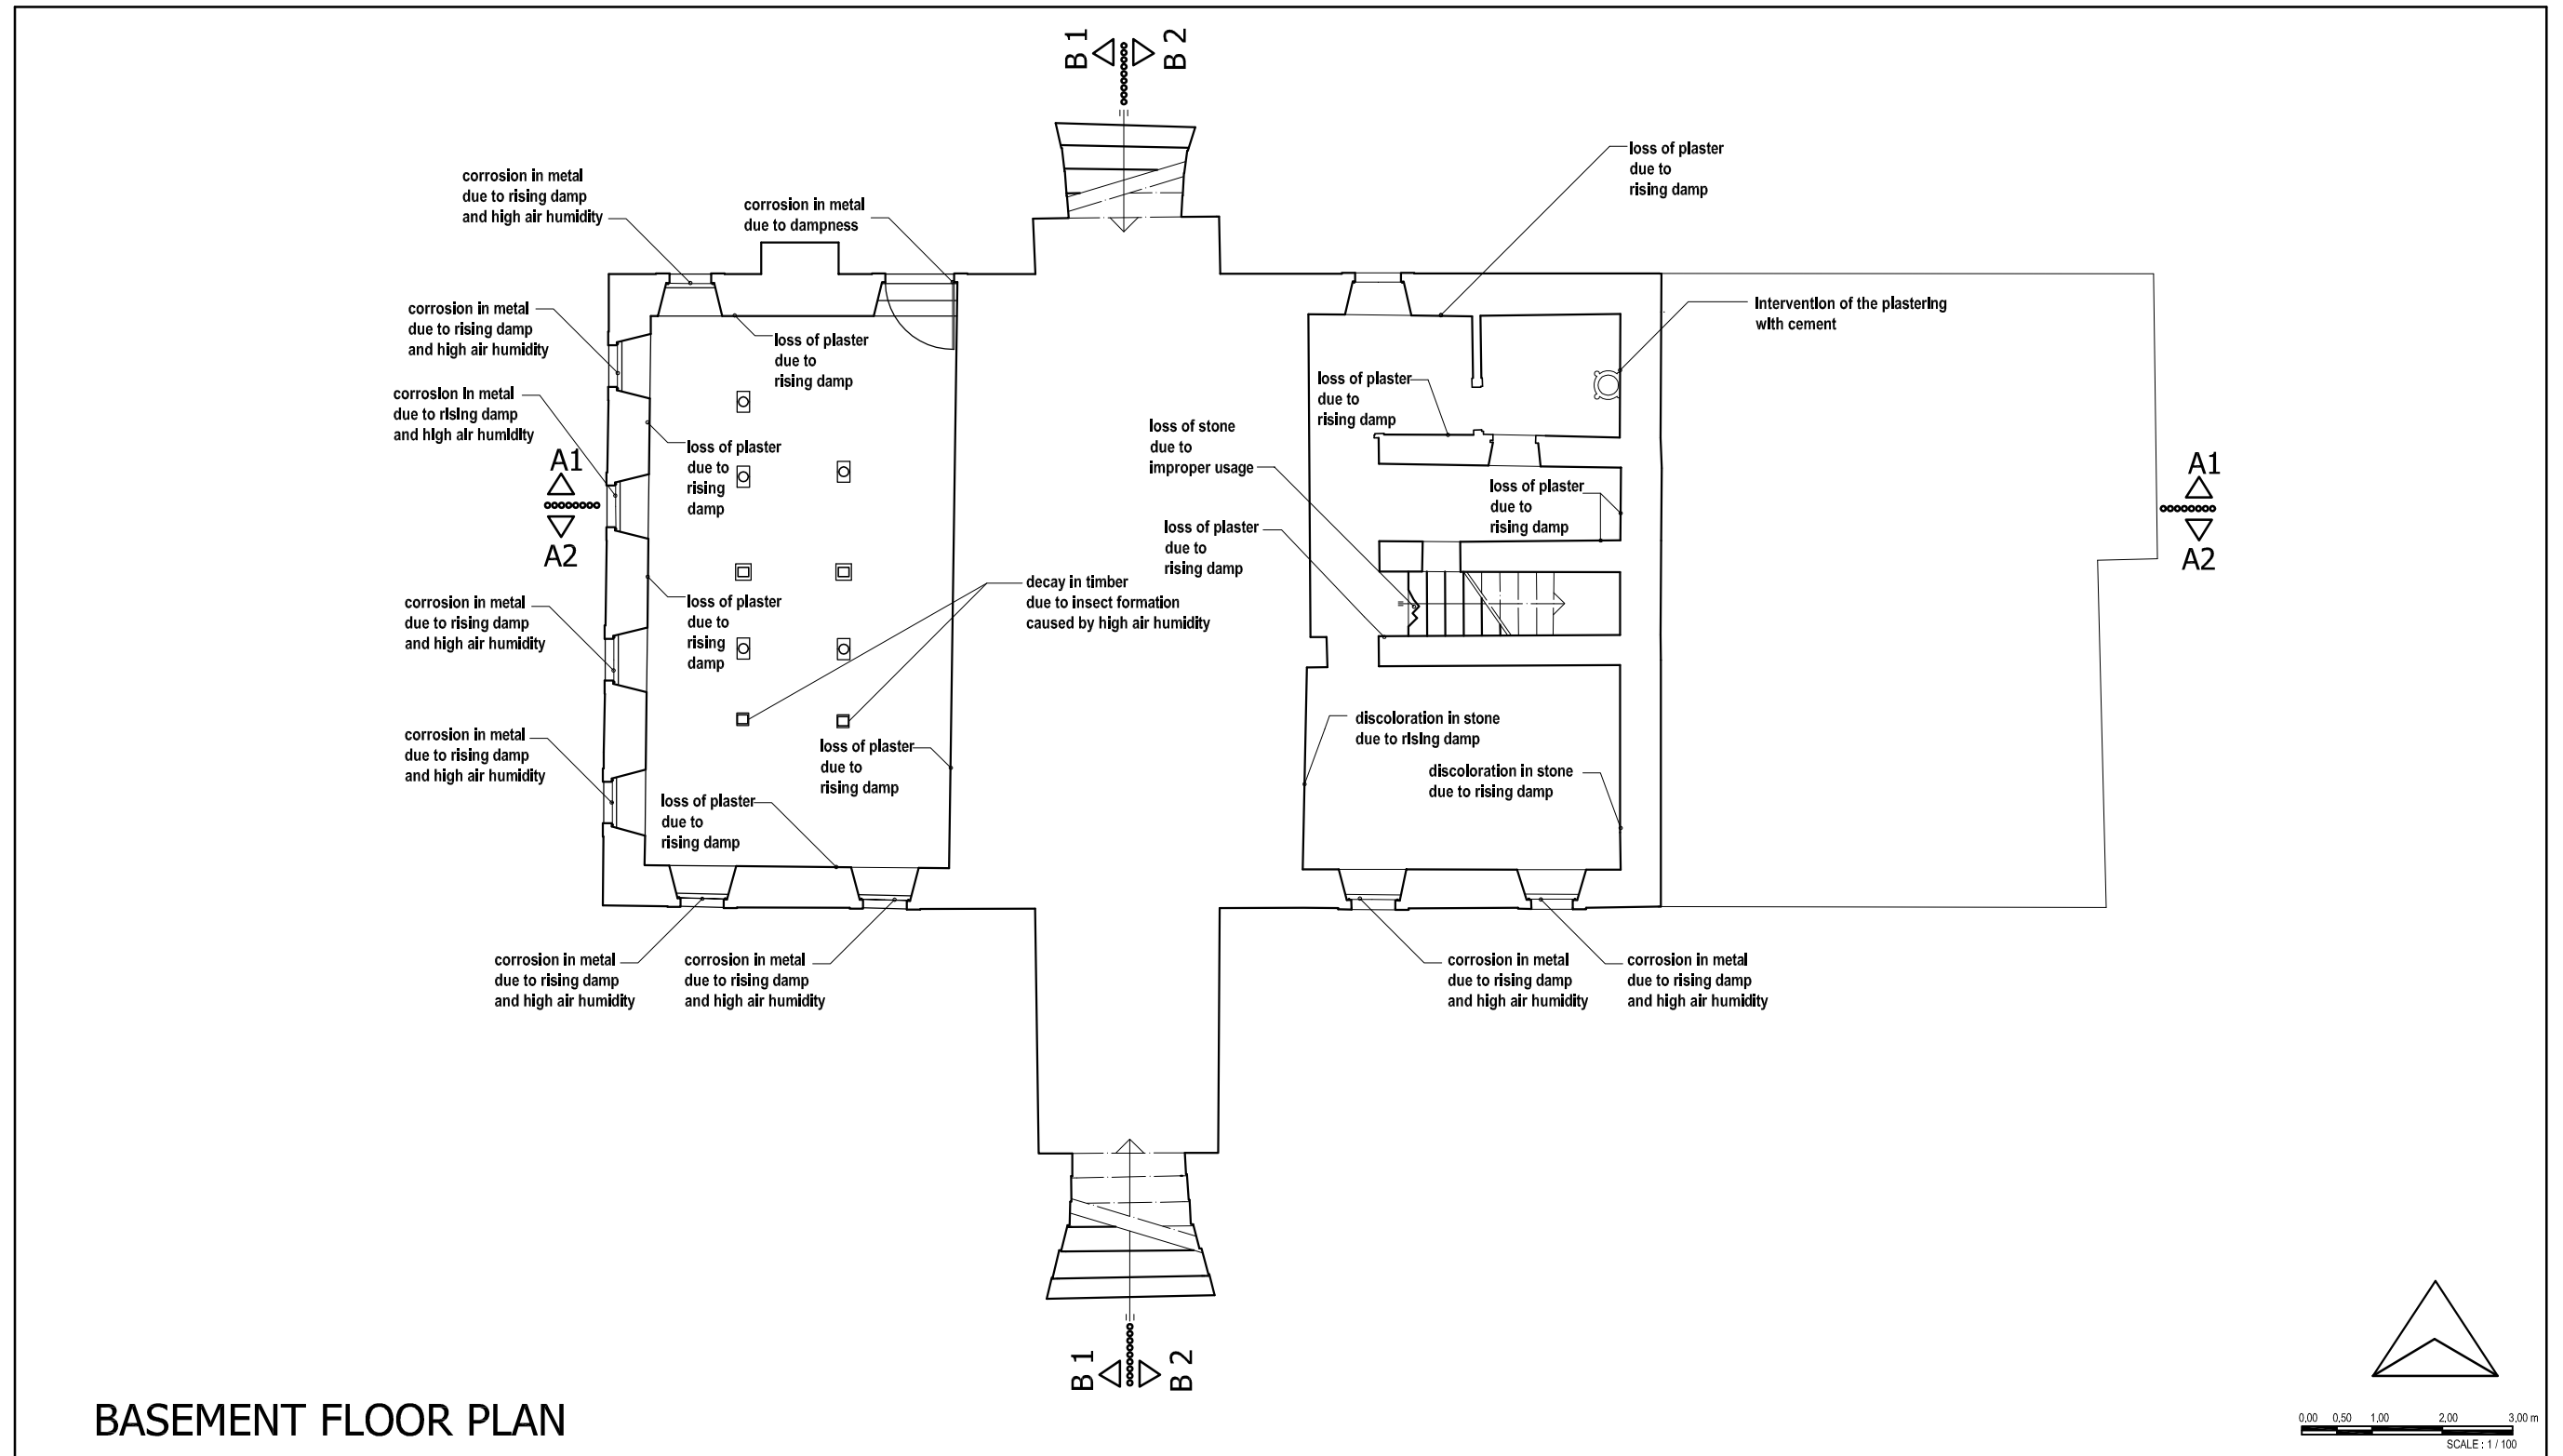 B 1
B 2
corrosion in metal
due to rising damp
and high air humidity
corrosion in metal
due to dampness
loss of plaster
due to
rising damp
corrosion in metal
due to rising damp
and high air humidity
loss of plaster
due to
rising damp
Intervention of the plastering
with cement
corrosion in metal
due to rising damp
and high air humidity
loss of plaster
due to
rising damp
loss of stone
due to
improper usage
A1
A2
loss of plaster
due to
rising
damp
loss of plaster
due to
rising damp
A1
A2
loss of plaster
due to
rising damp
decay in timber
due to insect formation
caused by high air humidity
corrosion in metal
due to rising damp
and high air humidity
loss of plaster
due to
rising
damp
discoloration in stone
due to rising damp
corrosion in metal
due to rising damp
and high air humidity
loss of plaster
due to
rising damp
discoloration in stone
due to rising damp
loss of plaster
due to
rising damp
corrosion in metal
due to rising damp
and high air humidity
corrosion in metal
due to rising damp
and high air humidity
corrosion in metal
due to rising damp
and high air humidity
corrosion in metal
due to rising damp
and high air humidity
B 1
B 2
BASEMENT FLOOR PLAN
0,00 0,50 1,00 2,00 3,00 m
SCALE : 1 / 100